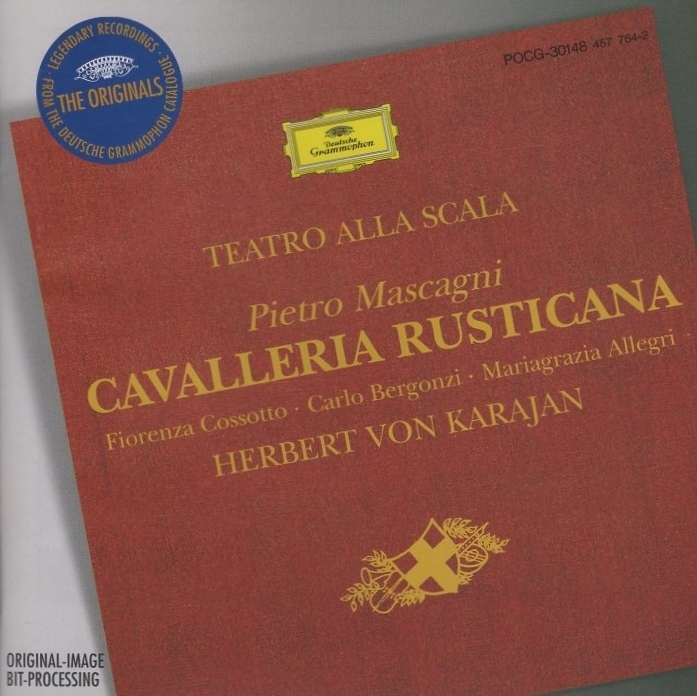 LEGENDARY RECORDINGS ·
THE ORIGINALS
· FROM THE DEUTSCHE GRAMMOPHON CATALOGUE ·
POCG-30148 457 764-2
Deutsche
Grammophon
TEATRO ALLA SCALA
Pietro Mascagni
CAVALLERIA RUSTICANA
Fiorenza Cossotto · Carlo Bergonzi · Mariagrazia Allegri
HERBERT VON KARAJAN
ORIGINAL-IMAGE
BIT-PROCESSING